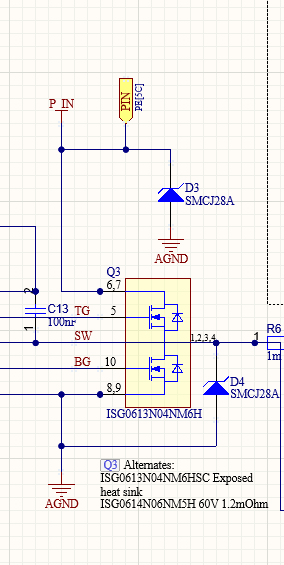 P_IN
PIN
PE[5C]
D3
SMCJ28A
AGND
Q3
6,7
2
C13
100nF
1
TG
5
SW
1,2,3,4
1
R6
1m
BG
10
D4
SMCJ28A
8,9
ISG0613N04NM6H
AGND
Q3 Alternates:
ISG0613N04NM6HSC Exposed
heat sink
ISG0614N06NM5H 60V 1.2mOhm